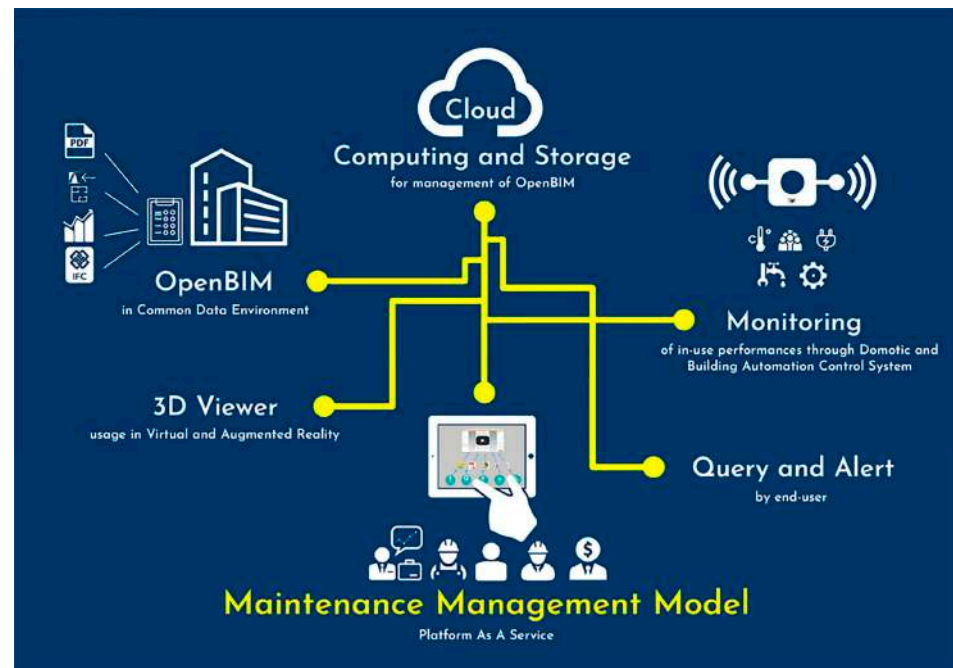 Cloud
Computing and Storage
for management of OpenBIM
PDF
IFC
OpenBIM
in Common Data Environment
C°
Monitoring
of in-use performances through Domotic and
Building Automation Control System
3D Viewer
usage in Virtual and Augmented Reality
Query and Alert
by end-user
$
Maintenance Management Model
Platform As A Service